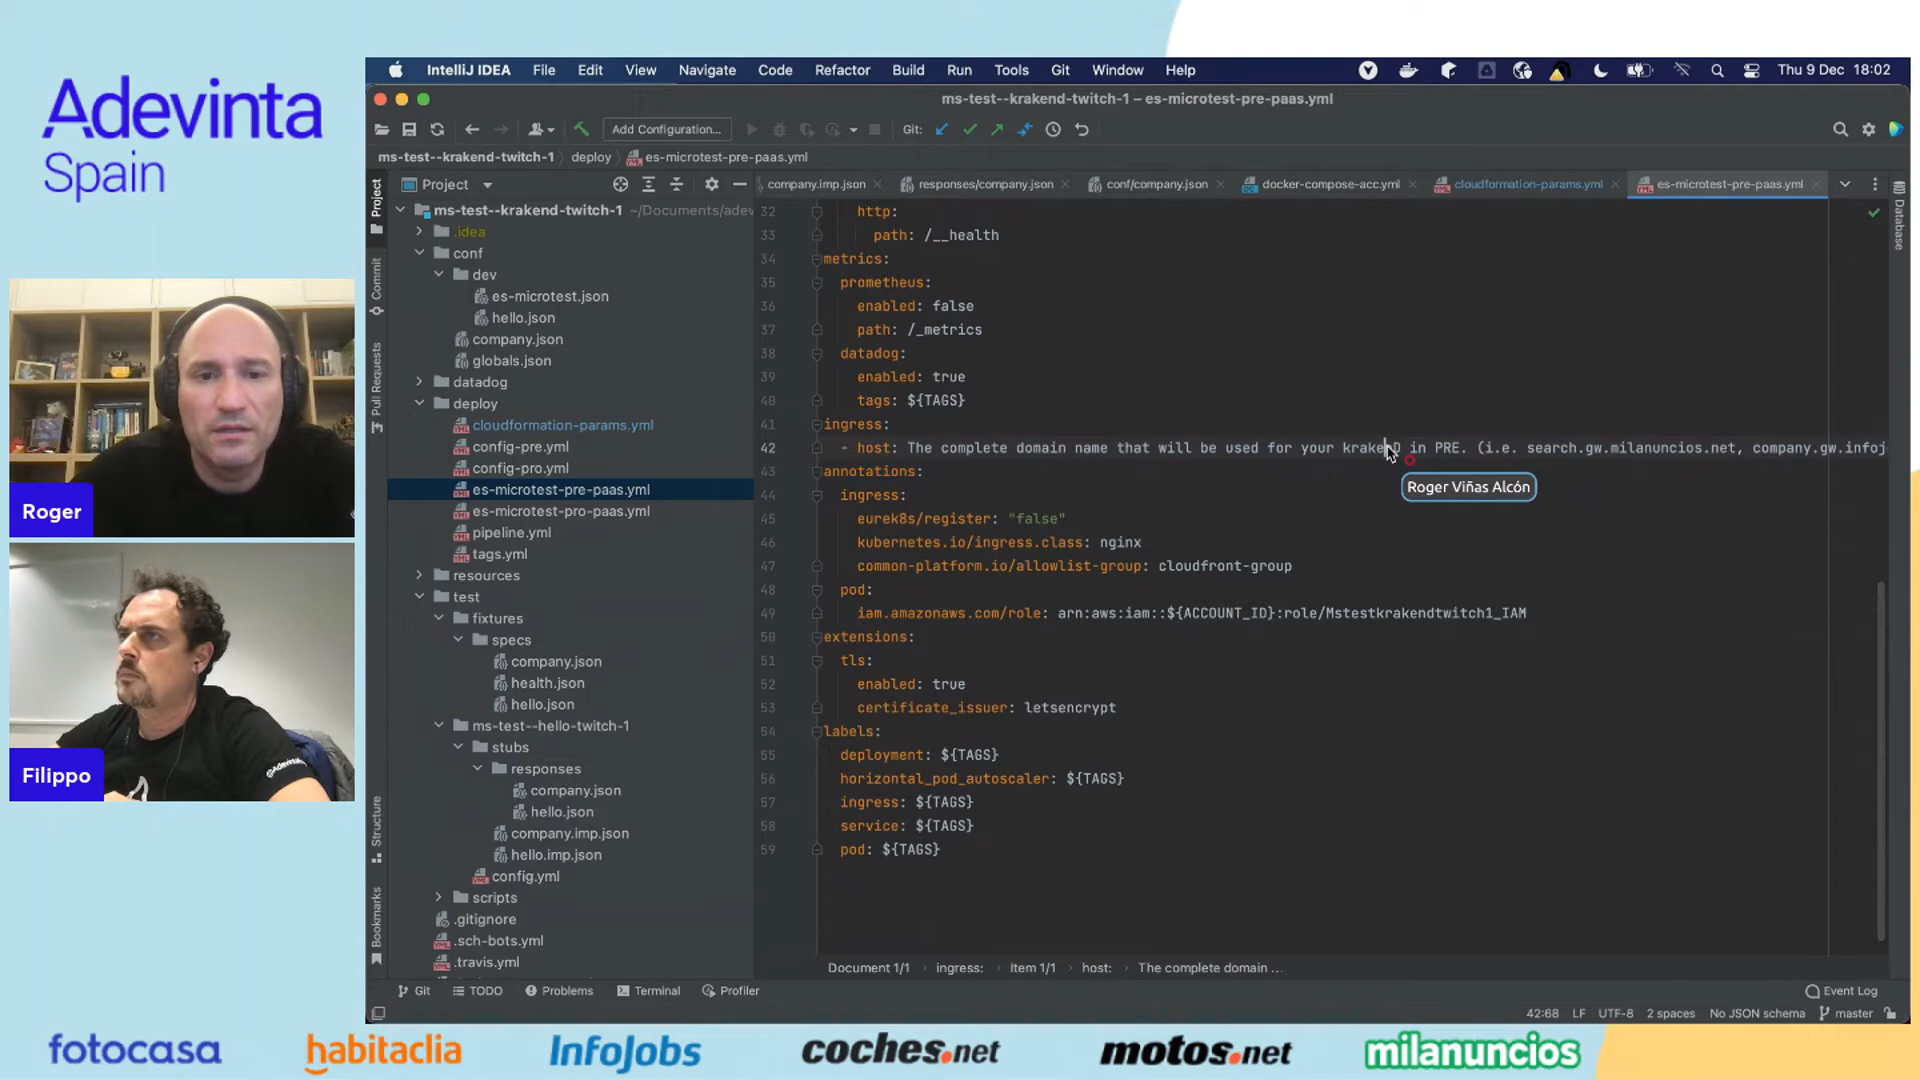 Adevinta
Spain
Roger
Filippo
IntelliJ IDEA File Edit View Navigate Code Refactor Build Run Tools Git Window Help
Thu 9 Dec 18:02
ms-test--krakend-twitch-1 – es-microtest-pre-paas.yml
Add Configuration...
Git:
ms-test--krakend-twitch-1 deploy es-microtest-pre-paas.yml
Project
company.imp.json responses/company.json conf/company.json docker-compose-acc.yml cloudformation-params.yml es-microtest-pre-paas.yml
Project
Commit
Pull Requests
Structure
Bookmarks
Database
ms-test--krakend-twitch-1 ~/Documents/adev
.idea
conf
dev
es-microtest.json
hello.json
company.json
globals.json
datadog
deploy
cloudformation-params.yml
config-pre.yml
config-pro.yml
es-microtest-pre-paas.yml
es-microtest-pro-paas.yml
pipeline.yml
tags.yml
resources
test
fixtures
specs
company.json
health.json
hello.json
ms-test--hello-twitch-1
stubs
responses
company.json
hello.json
company.imp.json
hello.imp.json
config.yml
scripts
.gitignore
.sch-bots.yml
.travis.yml
32 http:
33 path: /__health
34 metrics:
35 prometheus:
36 enabled: false
37 path: /_metrics
38 datadog:
39 enabled: true
40 tags: ${TAGS}
41 ingress:
42 - host: The complete domain name that will be used for your krakenD in PRE. (i.e. search.gw.milanuncios.net, company.gw.infoj
43 annotations:
44 ingress:
45 eurek8s/register: "false"
46 kubernetes.io/ingress.class: nginx
47 common-platform.io/allowlist-group: cloudfront-group
48 pod:
49 iam.amazonaws.com/role: arn:aws:iam::${ACCOUNT_ID}:role/Mstestkrakendtwitch1_IAM
50 extensions:
51 tls:
52 enabled: true
53 certificate_issuer: letsencrypt
54 labels:
55 deployment: ${TAGS}
56 horizontal_pod_autoscaler: ${TAGS}
57 ingress: ${TAGS}
58 service: ${TAGS}
59 pod: ${TAGS}
Roger Viñas Alcón
Document 1/1 ingress: Item 1/1 host: The complete domain ...
Git TODO Problems Terminal Profiler
Event Log
42:68 LF UTF-8 2 spaces No JSON schema master
fotocasa habitaclia InfoJobs coches.net motos.net milanuncios